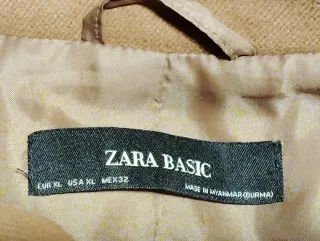 ZARA BASIC
EUR XL USA XL MEX 32
MADE IN MYANMAR (BURMA)